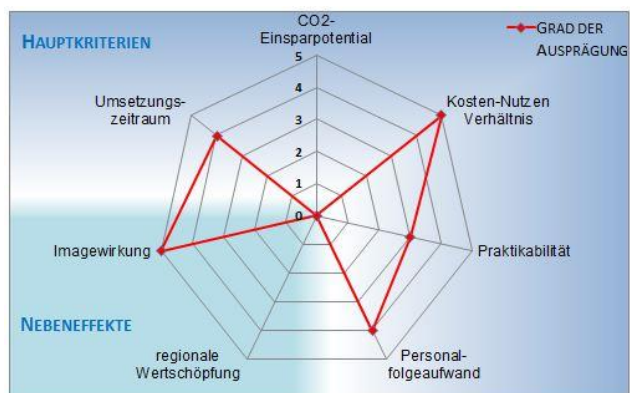 HAUPTKRITERIEN
CO2-
Einsparpotential
GRAD DER
AUSPRÄGUNG
5
4
3
2
1
0
Umsetzungs-
zeitraum
Kosten-Nutzen
Verhältnis
Imagewirkung
Praktikabilität
NEBENEFFEKTE
regionale
Wertschöpfung
Personal-
folgeaufwand